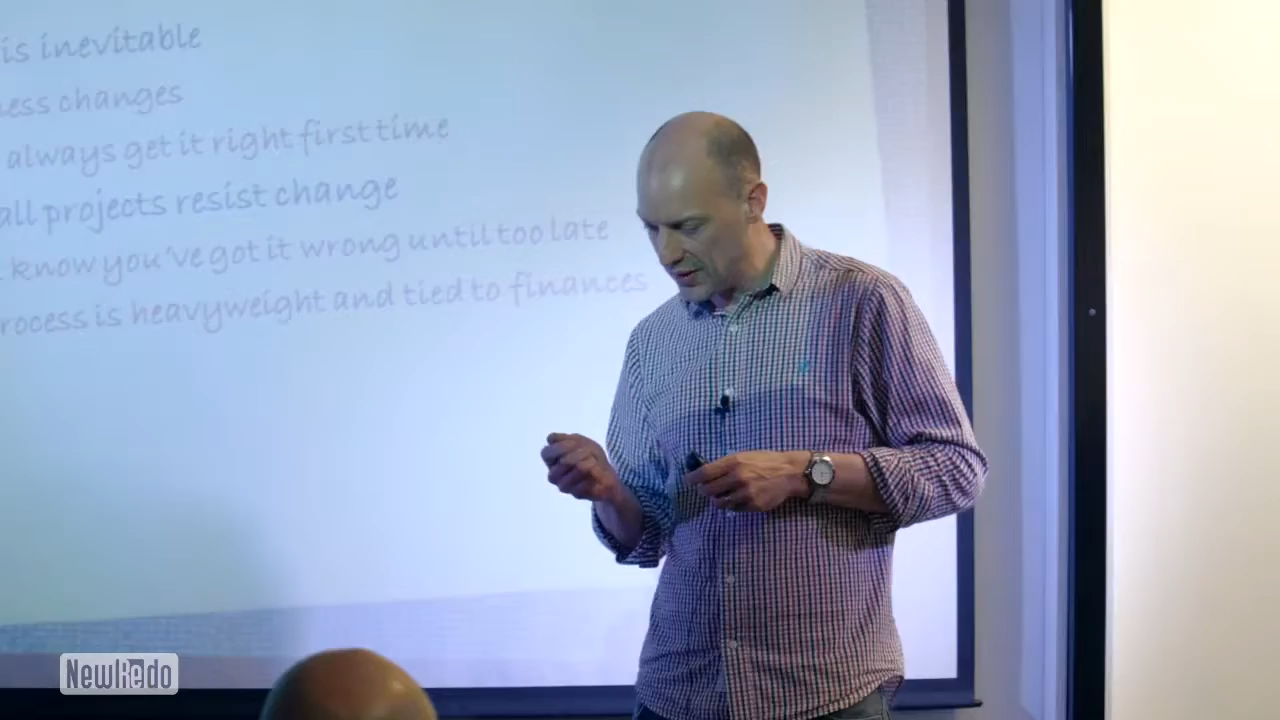 is inevitable
ness changes
always get it right first time
all projects resist change
know you've got it wrong until too late
rocess is heavyweight and tied to finances
NewRedo